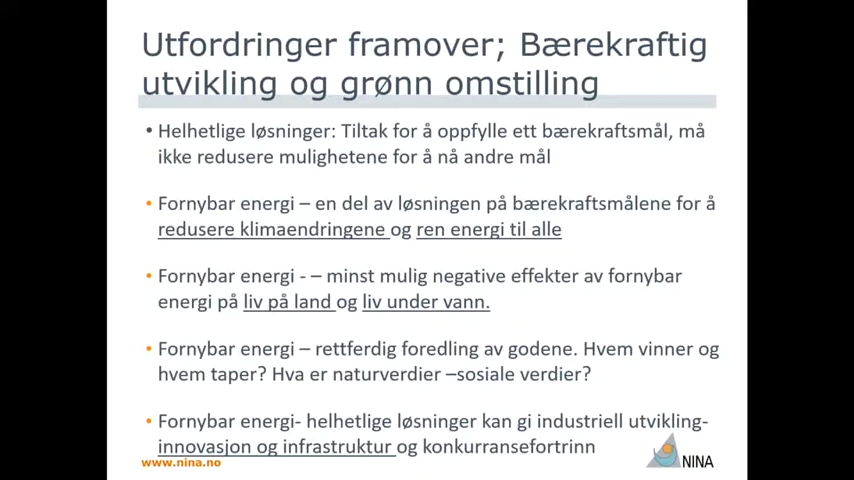 Utfordringer framover; Bærekraftig
utvikling og grønn omstilling
• Helhetlige løsninger: Tiltak for å oppfylle ett bærekraftsmål, må
ikke redusere mulighetene for å nå andre mål
• Fornybar energi – en del av løsningen på bærekraftsmålene for å
redusere klimaendringene og ren energi til alle
• Fornybar energi - – minst mulig negative effekter av fornybar
energi på liv på land og liv under vann.
• Fornybar energi – rettferdig foredling av godene. Hvem vinner og
hvem taper? Hva er naturverdier –sosiale verdier?
• Fornybar energi- helhetlige løsninger kan gi industriell utvikling-
innovasjon og infrastruktur og konkurransefortrinn
www.nina.no
NINA